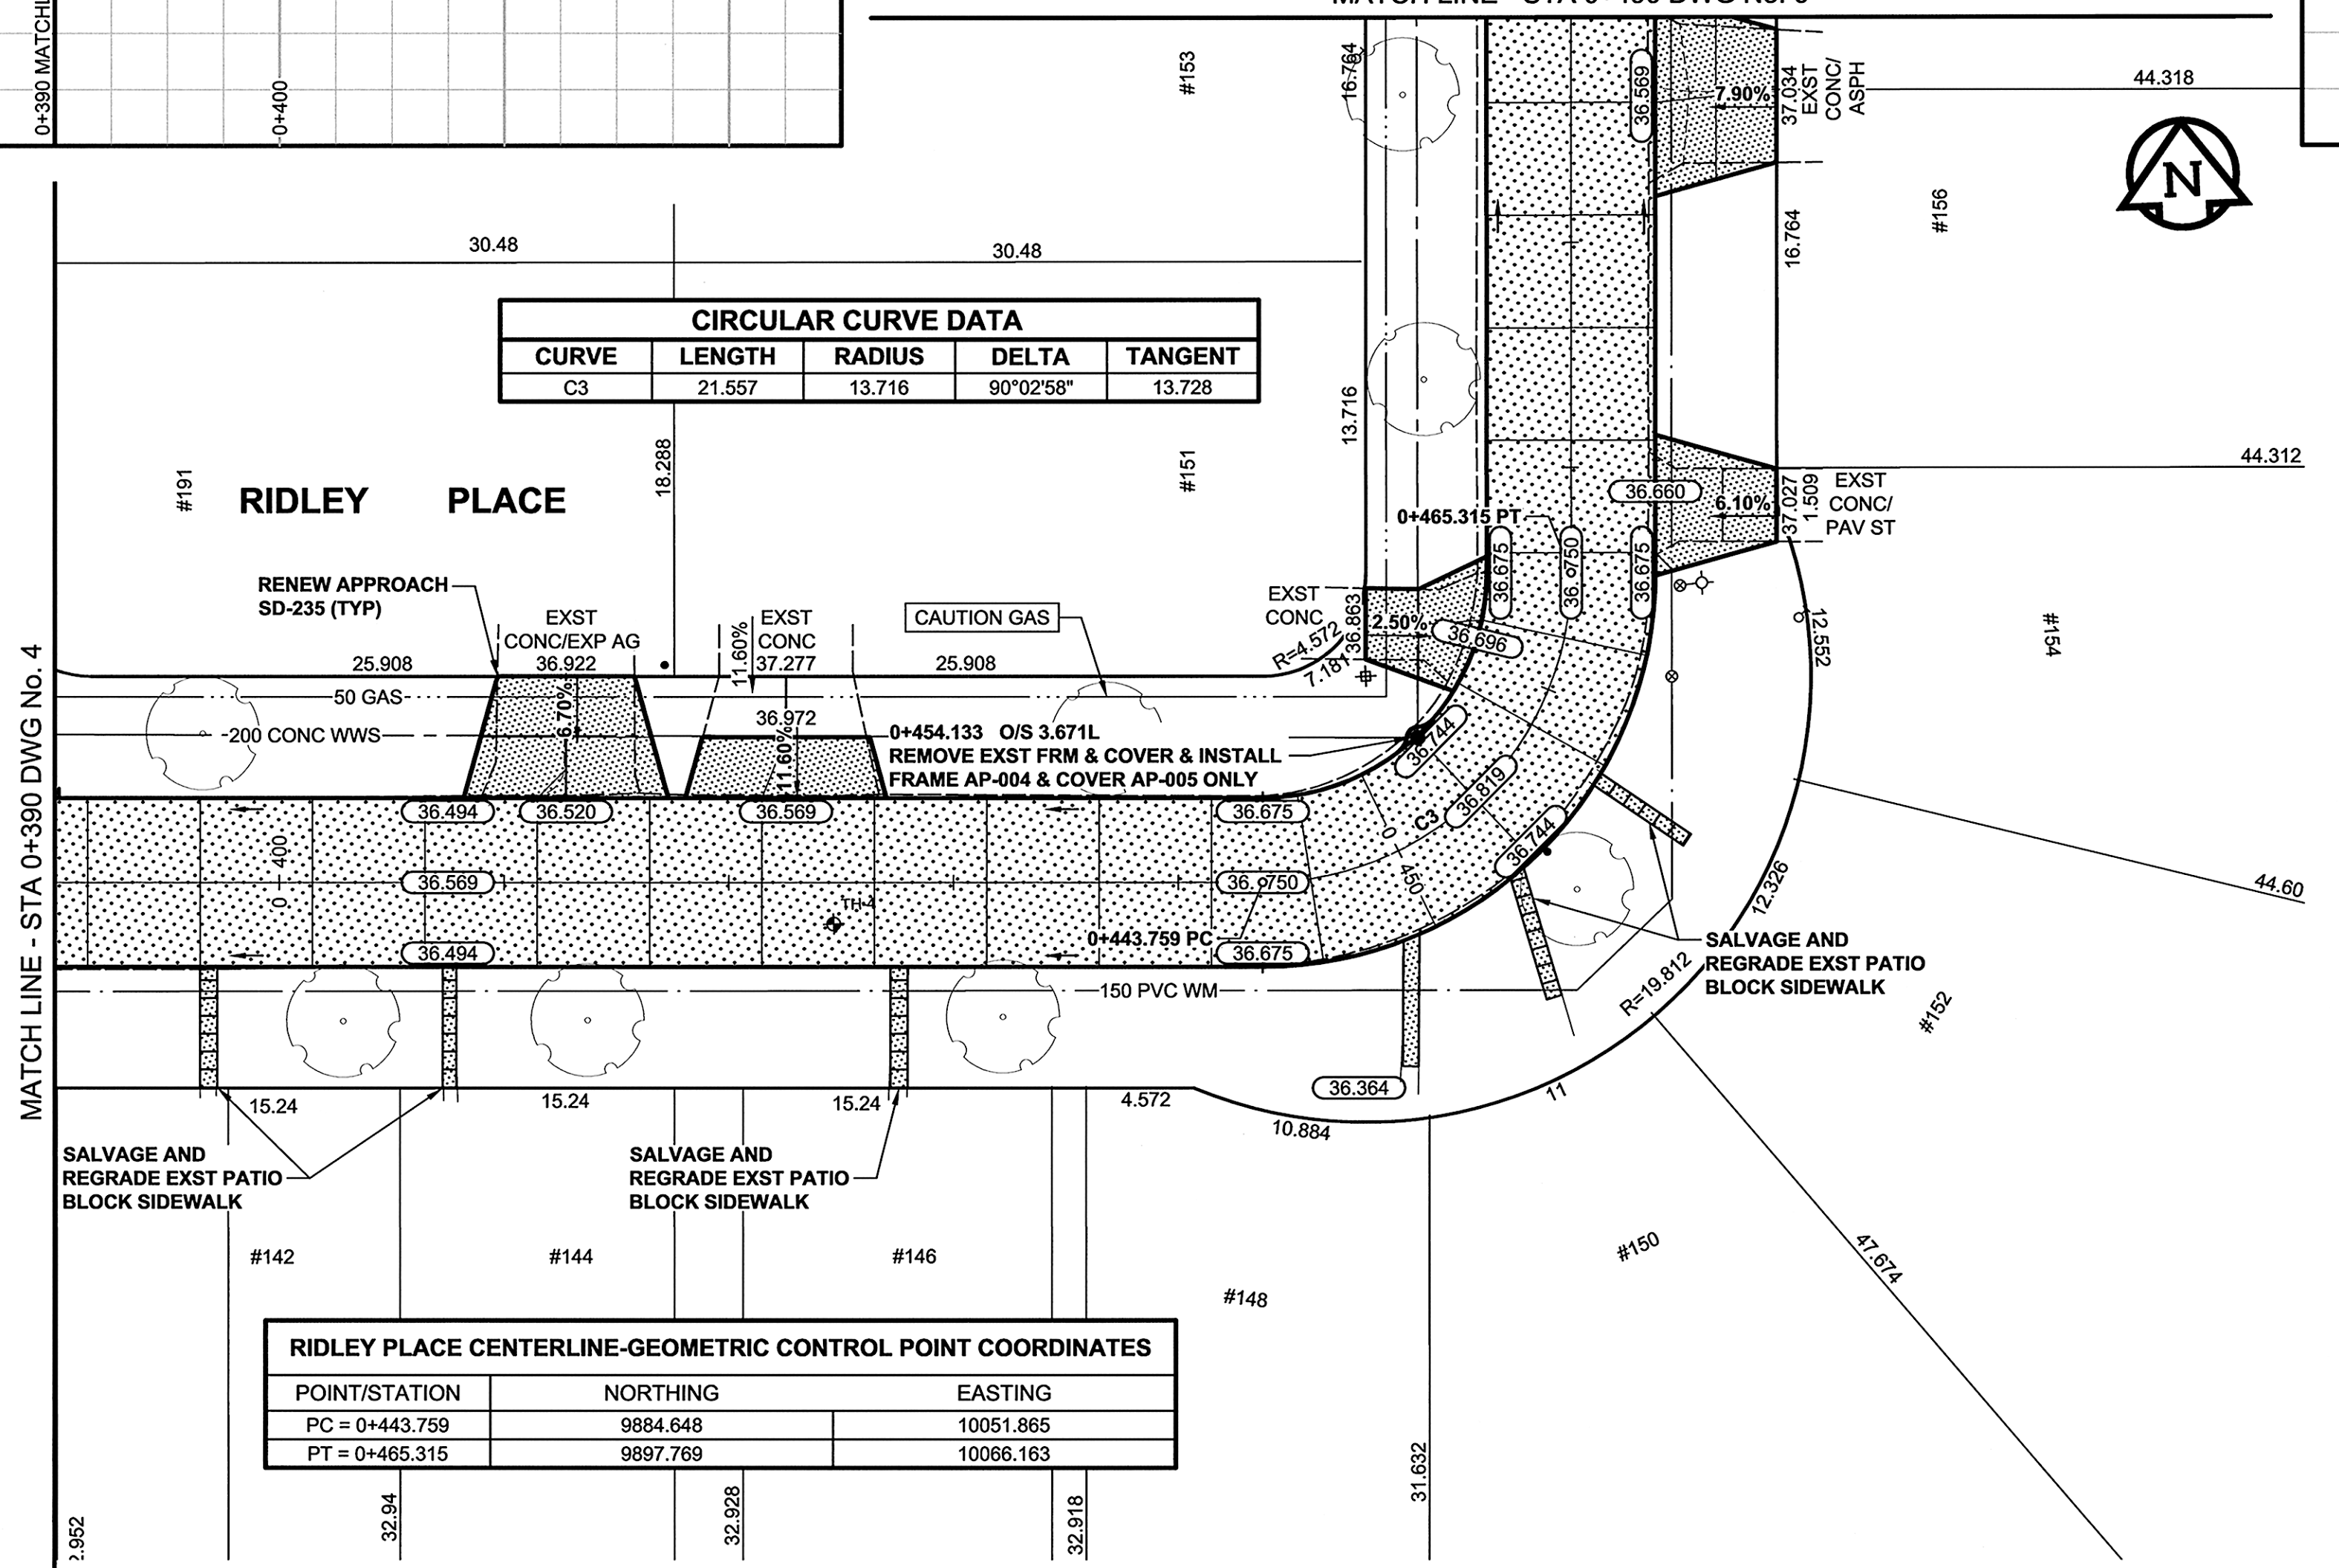 0+390 MATCHL
0+400
#153
16.764
36.569
7.90%
37.034
EXST
CONC/
ASPH
44.318
N
#156
16.764
30.48
30.48
CIRCULAR CURVE DATA
CURVE LENGTH RADIUS DELTA TANGENT
C3 21.557 13.716 90°02'58" 13.728
13.716
18.288
#191
RIDLEY PLACE
#151
44.312
36.660
6.10%
37.027
1.509
EXST
CONC/
PAV ST
0+465.315 PT
36.675
36.750
36.675
RENEW APPROACH
SD-235 (TYP)
EXST
CONC/EXP AG
36.922
11.60%
EXST
CONC
37.277
CAUTION GAS
EXST
CONC
36.863
2.50%
36.696
R=4.572
7.181
12.552
#154
25.908
25.908
50 GAS
6.70%
200 CONC WWS
36.972
11.60%
0+454.133 O/S 3.671L
REMOVE EXST FRM & COVER & INSTALL
FRAME AP-004 & COVER AP-005 ONLY
36.744
36.819
C3
36.744
36.494
36.520
36.569
36.675
0+400
36.569
36.750
0+450
TH-4
0+443.759 PC
36.494
36.675
12.326
44.60
SALVAGE AND
REGRADE EXST PATIO
BLOCK SIDEWALK
R=19.812
#152
150 PVC WM
MATCH LINE - STA 0+390 DWG No. 4
15.24
15.24
15.24
4.572
36.364
10.884
11
SALVAGE AND
REGRADE EXST PATIO
BLOCK SIDEWALK
SALVAGE AND
REGRADE EXST PATIO
BLOCK SIDEWALK
#142
#144
#146
#148
#150
47.674
RIDLEY PLACE CENTERLINE-GEOMETRIC CONTROL POINT COORDINATES
POINT/STATION NORTHING EASTING
PC = 0+443.759 9884.648 10051.865
PT = 0+465.315 9897.769 10066.163
2.952
32.94
32.928
32.918
31.632